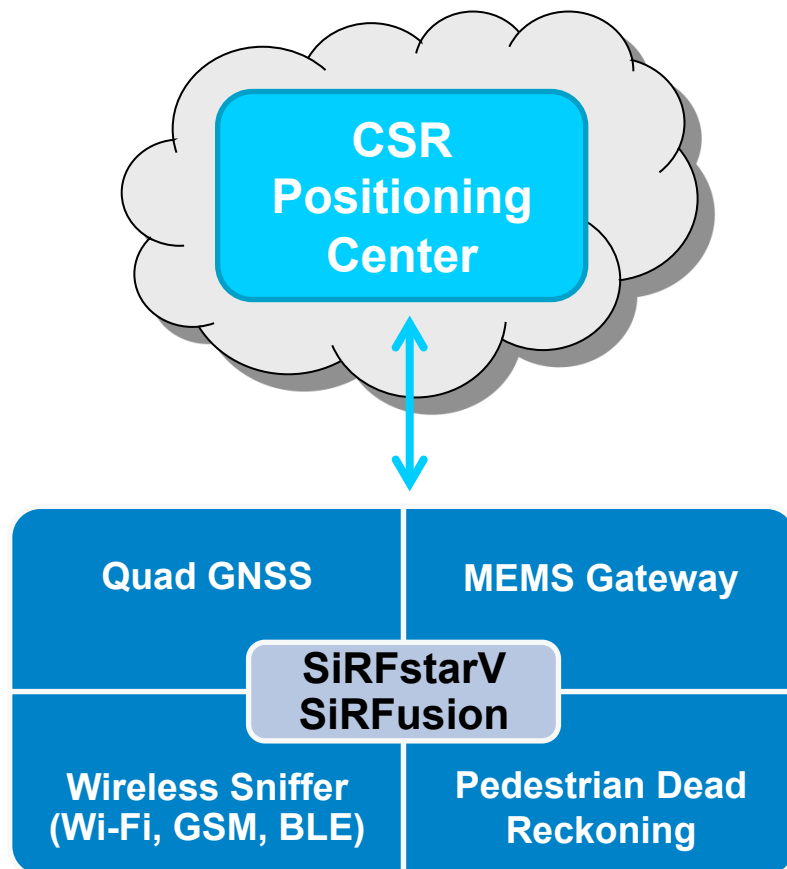 CSR
Positioning
Center
Quad GNSS
MEMS Gateway
SiRFstarV
SiRFusion
Wireless Sniffer
(Wi-Fi, GSM, BLE)
Pedestrian Dead
Reckoning